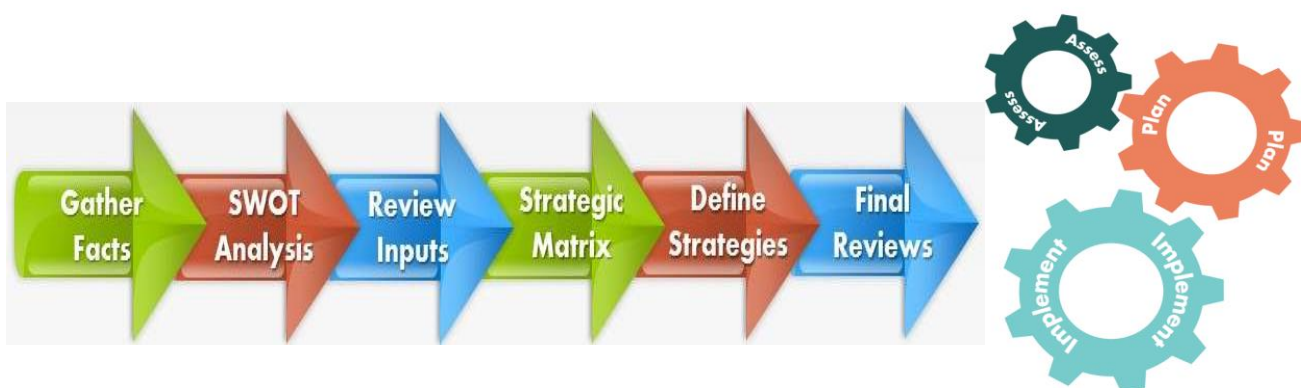 Gather
Facts
SWOT
Analysis
Review
Inputs
Strategic
Matrix
Define
Strategies
Final
Reviews
Assess
Assess
Plan
Plan
Implement
Implement